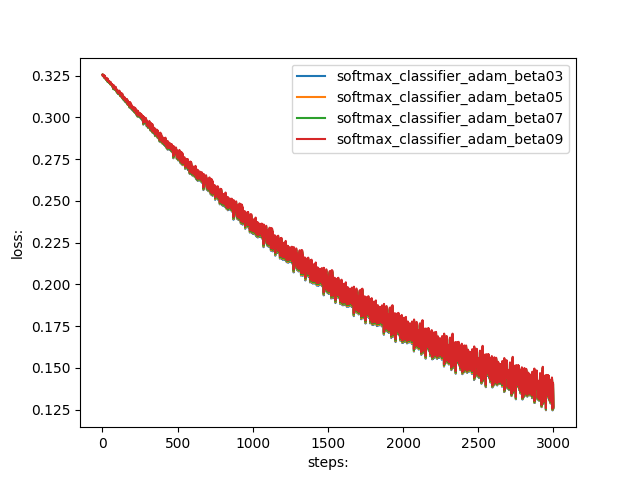 softmax_classifier_adam_beta03
softmax_classifier_adam_beta05
softmax_classifier_adam_beta07
softmax_classifier_adam_beta09
0.325
0.300
0.275
0.250
0.225
0.200
0.175
0.150
0.125
loss:
0 500 1000 1500 2000 2500 3000
steps: